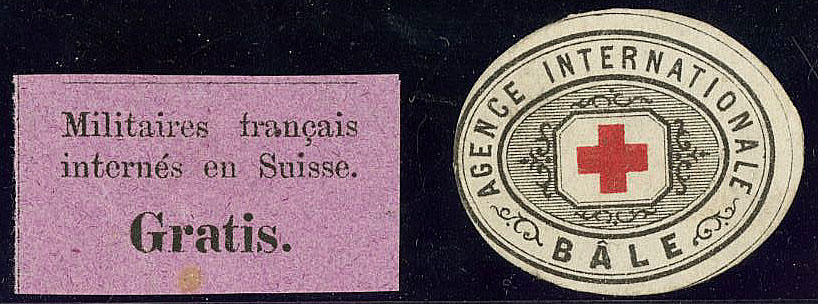 Militaires français
internés en Suisse.
Gratis.
AGENCE INTERNATIONALE
BÂLE